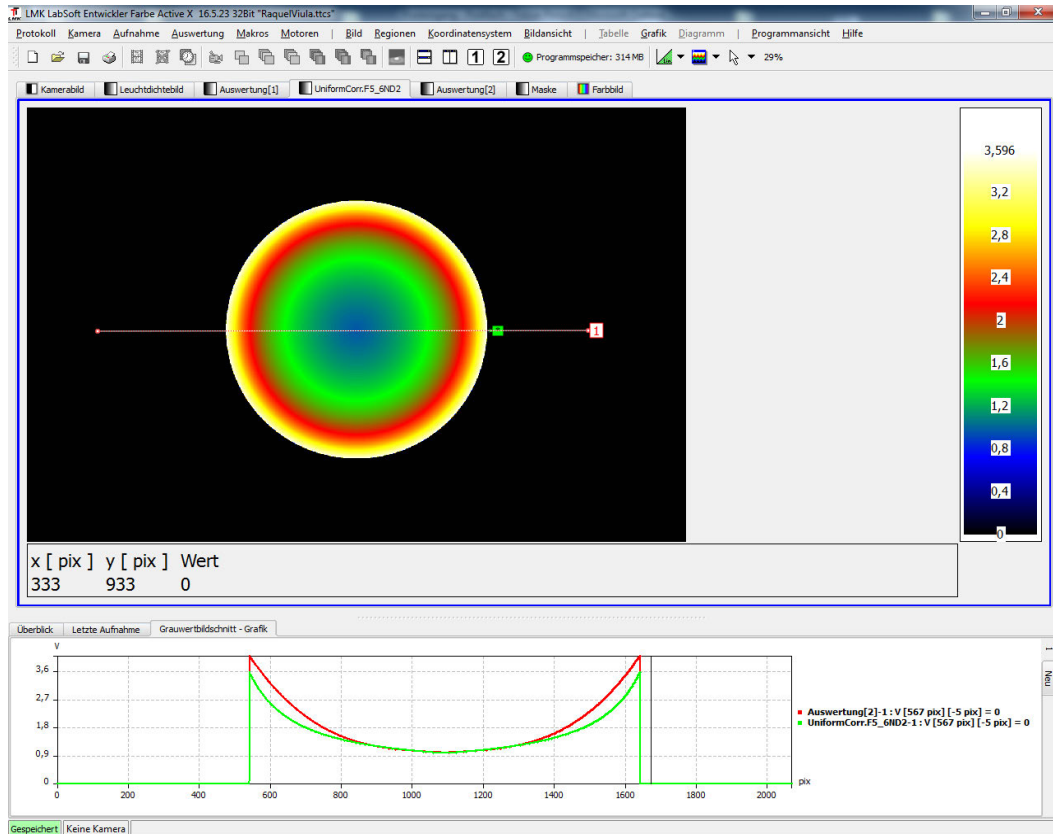 LMK LabSoft Entwickler Farbe Active X 16.5.23 32Bit "RaquelViula.ttcs"
Protokoll Kamera Aufnahme Auswertung Makros Motoren | Bild Regionen Koordinatensystem Bildansicht | Tabelle Grafik Diagramm | Programmansicht Hilfe
1 2 Programmspeicher: 314 MB 29%
Kamerabild Leuchtdichtebild Auswertung[1] UniformCorr.F5_6ND2 Auswertung[2] Maske Farbbild
3,596
3,2
2,8
2,4
2
1,6
1,2
0,8
0,4
0
1
x [ pix ] y [ pix ] Wert
333 933 0
Überblick Letzte Aufnahme Grauwertbildschnitt - Grafik
V
3,6
2,7
1,8
0,9
0
0 200 400 600 800 1000 1200 1400 1600 1800 2000
pix
Auswertung[2]-1 : V [567 pix] [-5 pix] = 0
UniformCorr.F5_6ND2-1 : V [567 pix] [-5 pix] = 0
1
Neu
Gespeichert Keine Kamera